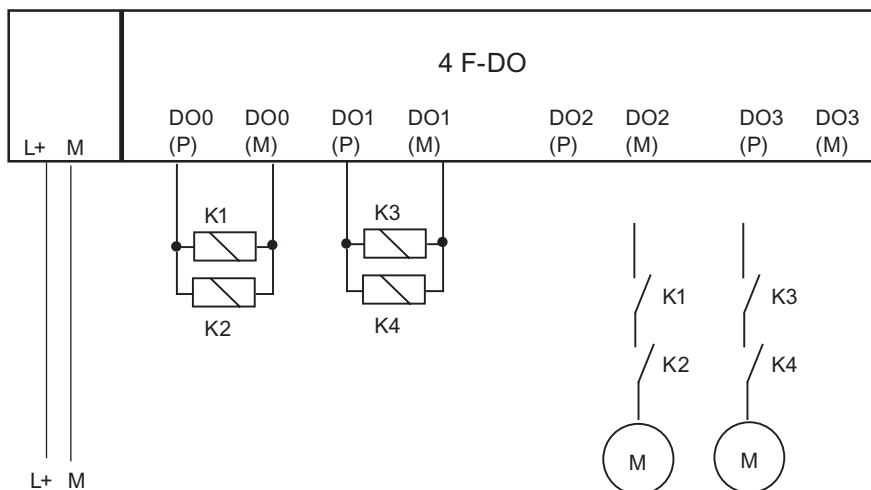 4 F-DO
DO0 DO0 DO1 DO1 DO2 DO2 DO3 DO3
L+ M (P) (M) (P) (M) (P) (M) (P) (M)
K1 K3
K1 K3
K2 K4
K2 K4
M M
L+ M